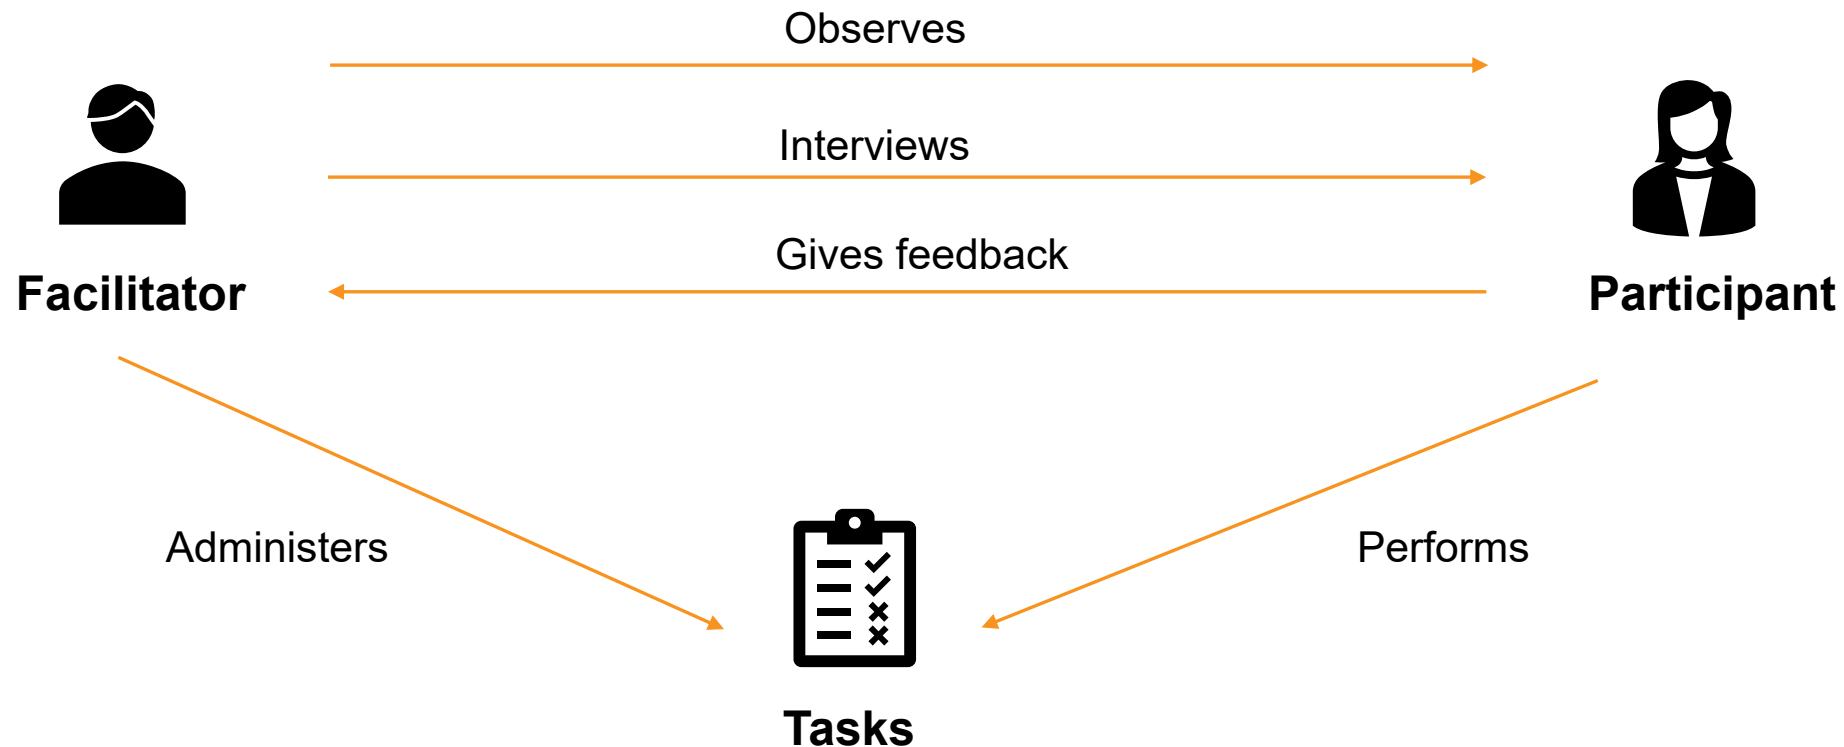 Observes
Interviews
Gives feedback
Facilitator
Participant
Administers
Performs
Tasks